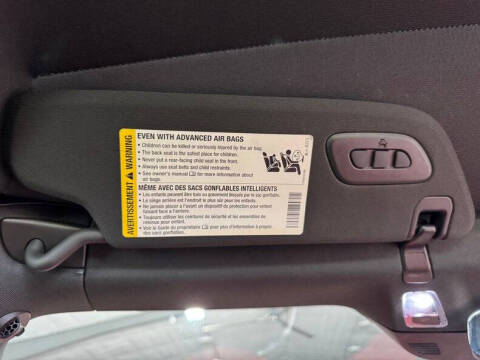 AVERTISSEMENT WARNING
EVEN WITH ADVANCED AIR BAGS
• Children can be killed or seriously injured by the air bag.
• The back seat is the safest place for children.
• Never put a rear-facing child seat in the front.
• Always use seat belts and child restraints.
• See owner's manual for more information about
air bags.
MÊME AVEC DES SACS GONFLABLES INTELLIGENTS
• Les enfants peuvent être tués ou gravement blessés par le sac gonflable.
• Le siège arrière est l'endroit le plus sûr pour les enfants.
• Ne jamais placer un dispositif de protection pour enfant
faisant face à l'arrière.
• Toujours utiliser les ceintures de sécurité et les ensembles de
retenue pour enfant.
• Voir le Guide du propriétaire pour plus d'information à propos
des sacs gonflables.